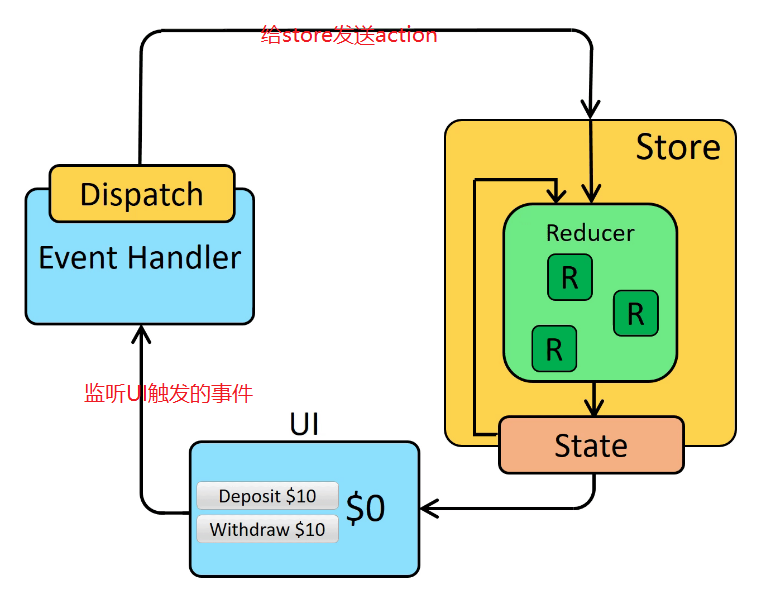 给store发送action
Store
Dispatch
Event Handler
Reducer
R
R
R
监听UI触发的事件
UI
State
Deposit $10
$0
Withdraw $10